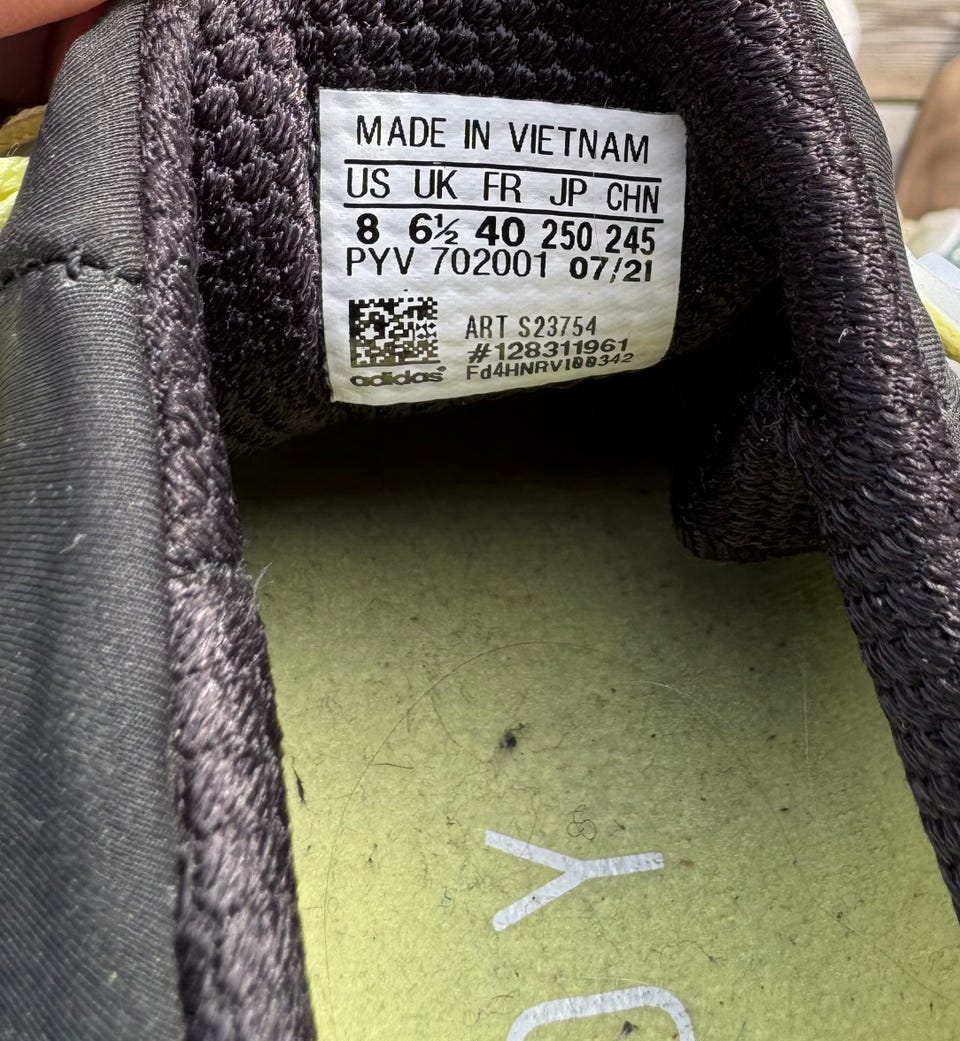 MADE IN VIETNAM
US UK FR JP CHN
8 6½ 40 250 245
PYV 702001 07/21
ART S23754
#128311961
Fd4HNRV100342
adidas
Y